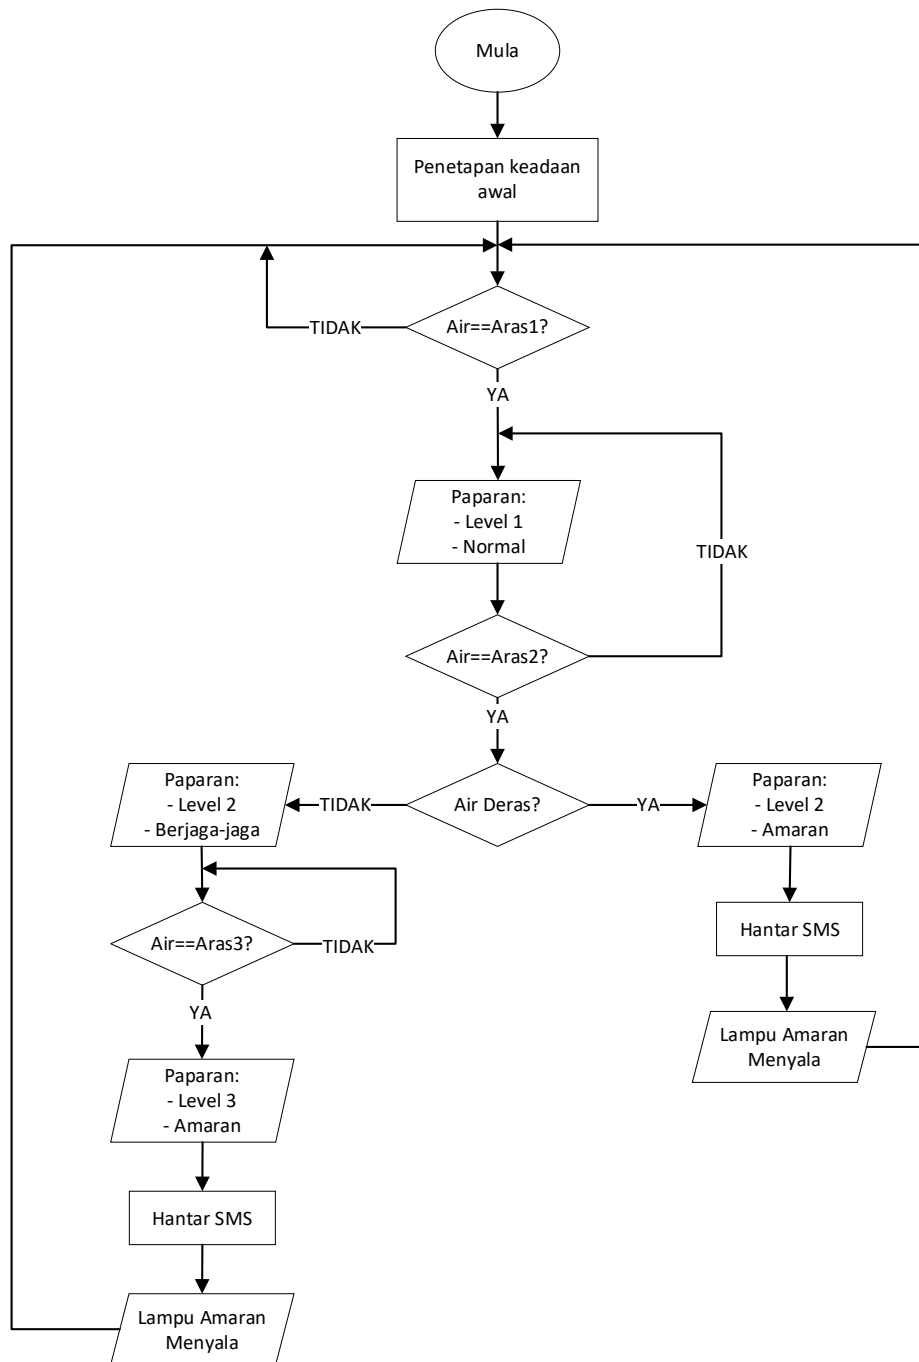 Mula
Penetapan keadaan
awal
TIDAK
Air==Aras1?
YA
Paparan:
- Level 1
- Normal
TIDAK
Air==Aras2?
YA
Paparan:
- Level 2
- Berjaga-jaga
TIDAK
Air Deras?
YA
Paparan:
- Level 2
- Amaran
Air==Aras3?
TIDAK
Hantar SMS
YA
Lampu Amaran
Menyala
Paparan:
- Level 3
- Amaran
Hantar SMS
Lampu Amaran
Menyala